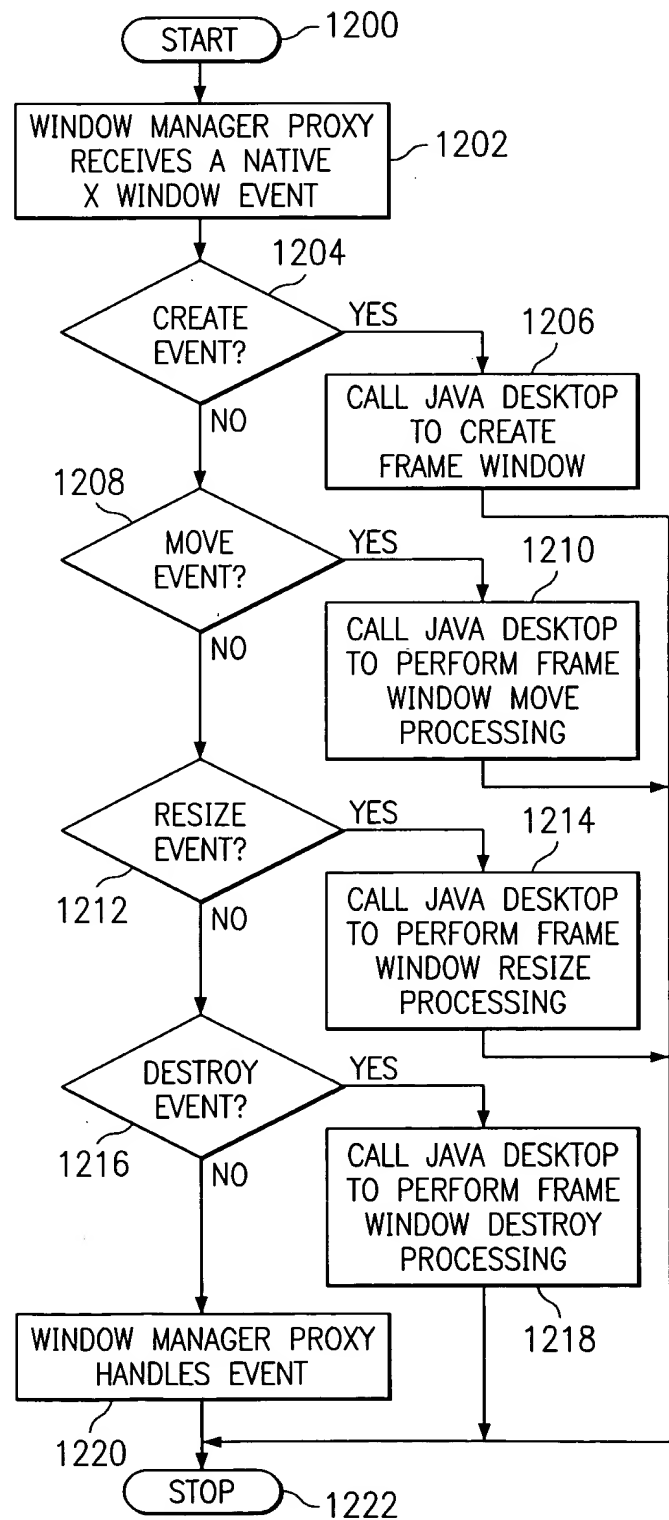 START
1200
WINDOW MANAGER PROXY
RECEIVES A NATIVE
X WINDOW EVENT
1202
1204
CREATE
EVENT?
YES
NO
1206
CALL JAVA DESKTOP
TO CREATE
FRAME WINDOW
1208
MOVE
EVENT?
YES
NO
1210
CALL JAVA DESKTOP
TO PERFORM FRAME
WINDOW MOVE
PROCESSING
RESIZE
EVENT?
YES
1212
NO
1214
CALL JAVA DESKTOP
TO PERFORM FRAME
WINDOW RESIZE
PROCESSING
DESTROY
EVENT?
YES
1216
NO
CALL JAVA DESKTOP
TO PERFORM FRAME
WINDOW DESTROY
PROCESSING
1218
WINDOW MANAGER PROXY
HANDLES EVENT
1220
STOP
1222